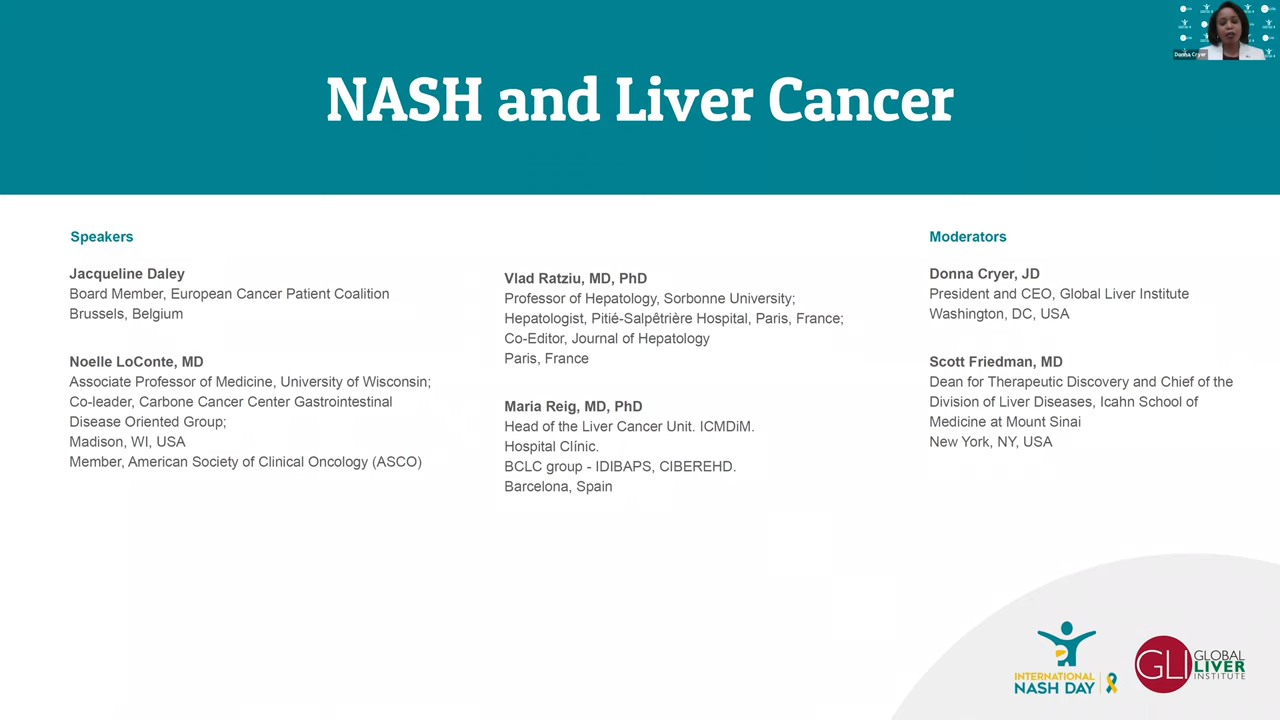 Donna Cryer
NASH and Liver Cancer
Speakers
Jacqueline Daley
Board Member, European Cancer Patient Coalition
Brussels, Belgium
Noelle LoConte, MD
Associate Professor of Medicine, University of Wisconsin;
Co-leader, Carbone Cancer Center Gastrointestinal
Disease Oriented Group;
Madison, WI, USA
Member, American Society of Clinical Oncology (ASCO)
Vlad Ratziu, MD, PhD
Professor of Hepatology, Sorbonne University;
Hepatologist, Pitié-Salpêtrière Hospital, Paris, France;
Co-Editor, Journal of Hepatology
Paris, France
Maria Reig, MD, PhD
Head of the Liver Cancer Unit. ICMDiM.
Hospital Clínic.
BCLC group - IDIBAPS, CIBEREHD.
Barcelona, Spain
Moderators
Donna Cryer, JD
President and CEO, Global Liver Institute
Washington, DC, USA
Scott Friedman, MD
Dean for Therapeutic Discovery and Chief of the
Division of Liver Diseases, Icahn School of
Medicine at Mount Sinai
New York, NY, USA
INTERNATIONAL
NASH DAY
GLI
GLOBAL
LIVER
INSTITUTE